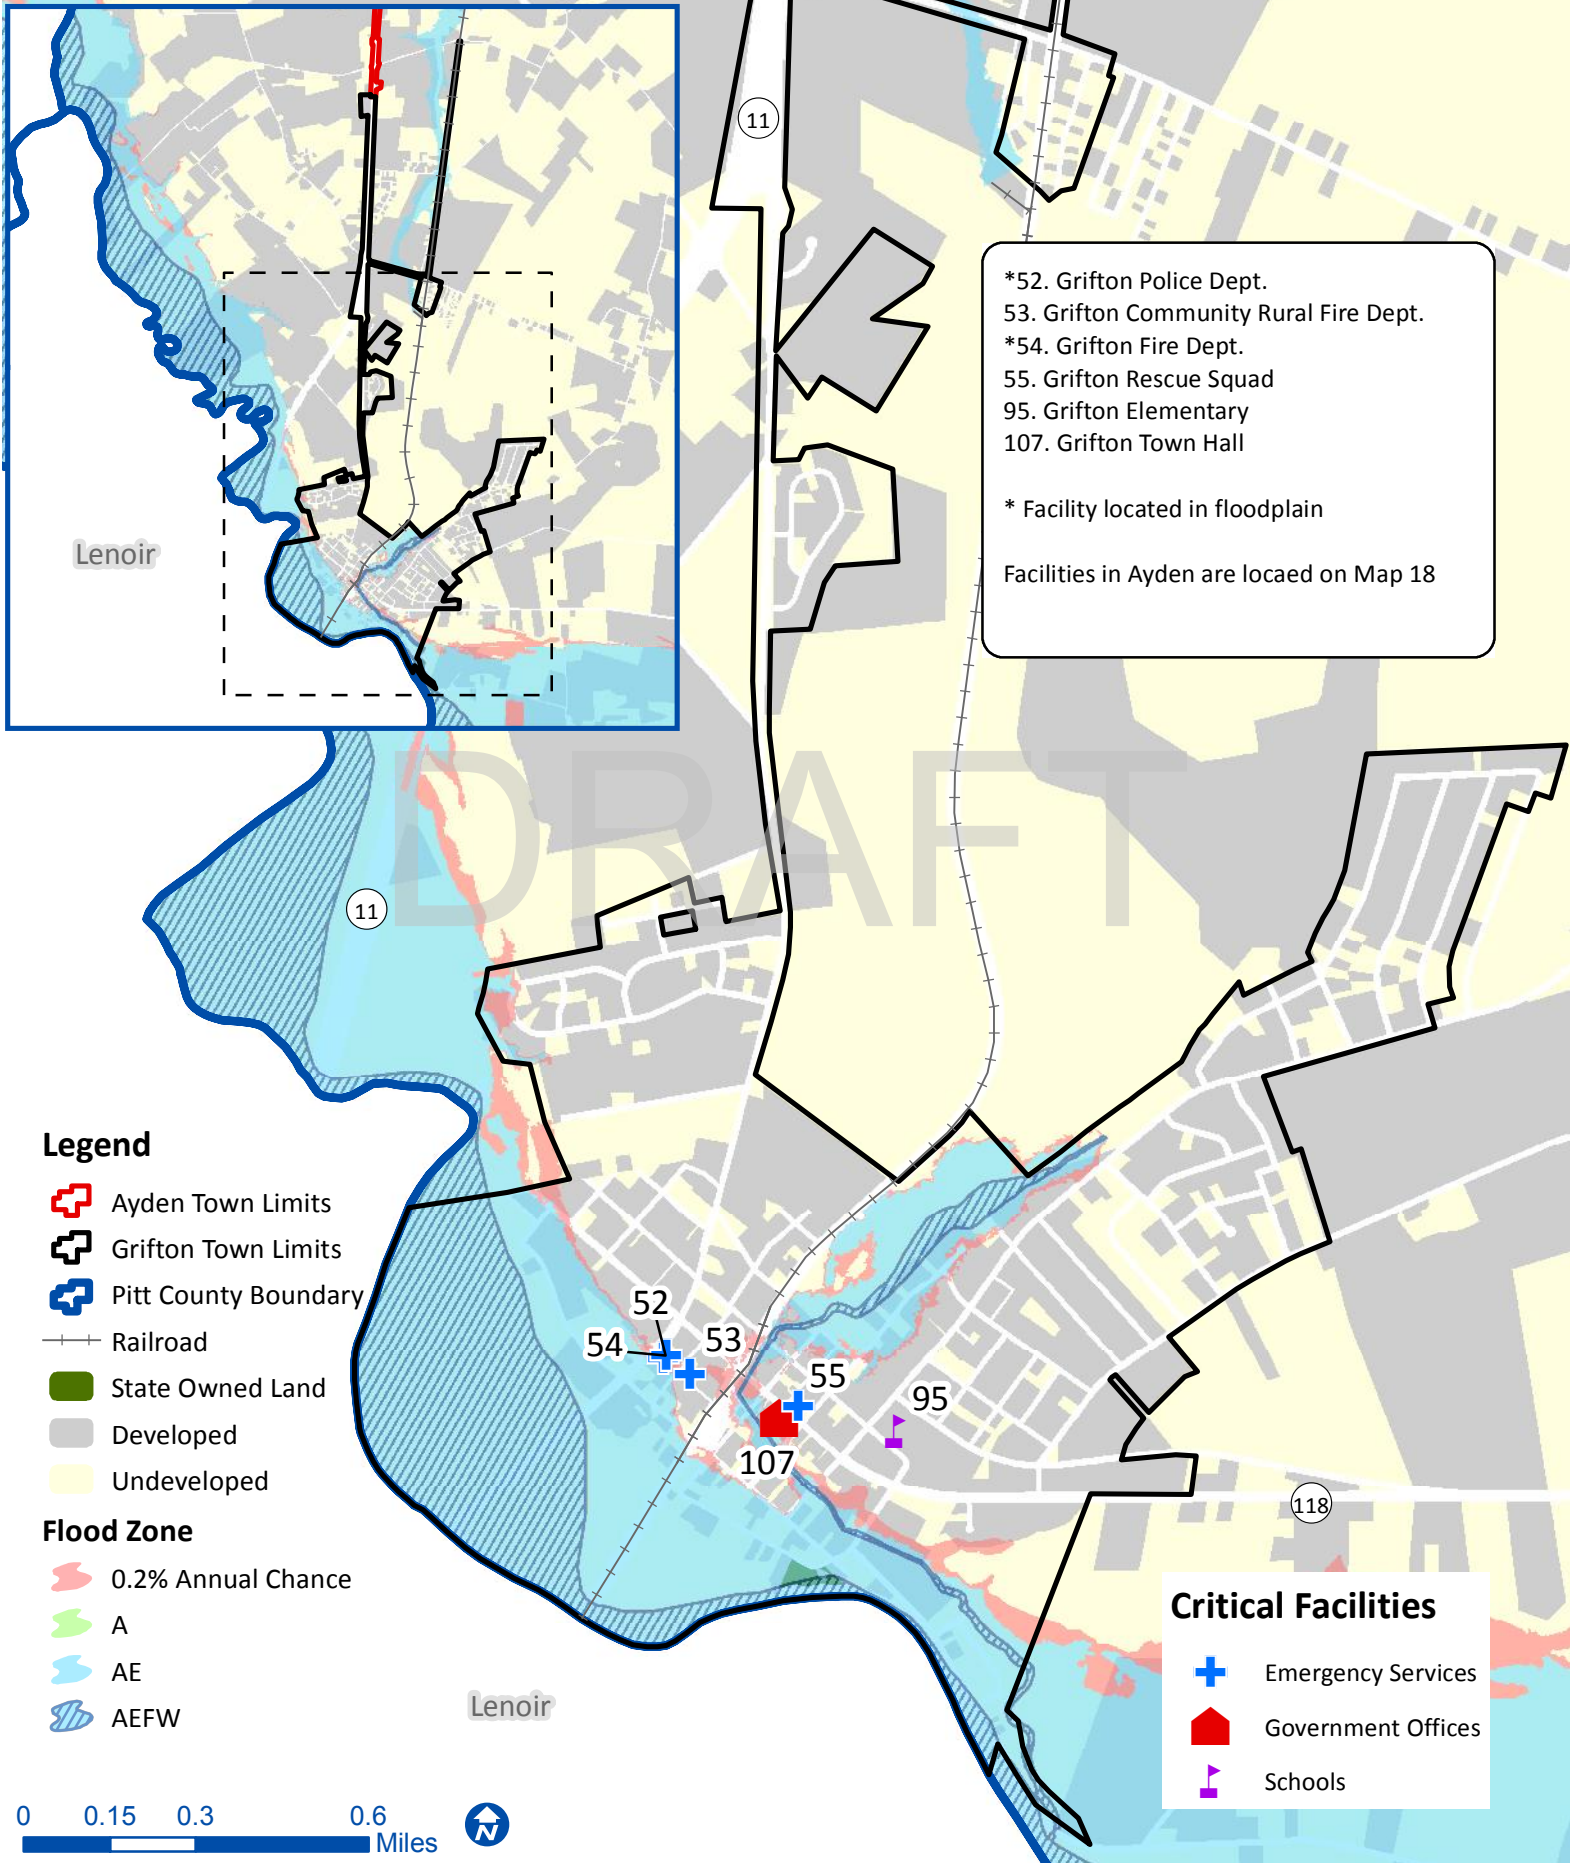 Lenoir
11
*52. Grifton Police Dept.
53. Grifton Community Rural Fire Dept.
*54. Grifton Fire Dept.
55. Grifton Rescue Squad
95. Grifton Elementary
107. Grifton Town Hall
* Facility located in floodplain
Facilities in Ayden are locaed on Map 18
DRAFT
11
52
54
53
55
95
107
118
Legend
Ayden Town Limits
Grifton Town Limits
Pitt County Boundary
Railroad
State Owned Land
Developed
Undeveloped
Flood Zone
0.2% Annual Chance
A
AE
AEFW
Lenoir
Critical Facilities
Emergency Services
Government Offices
Schools
0 0.15 0.3 0.6
Miles
N